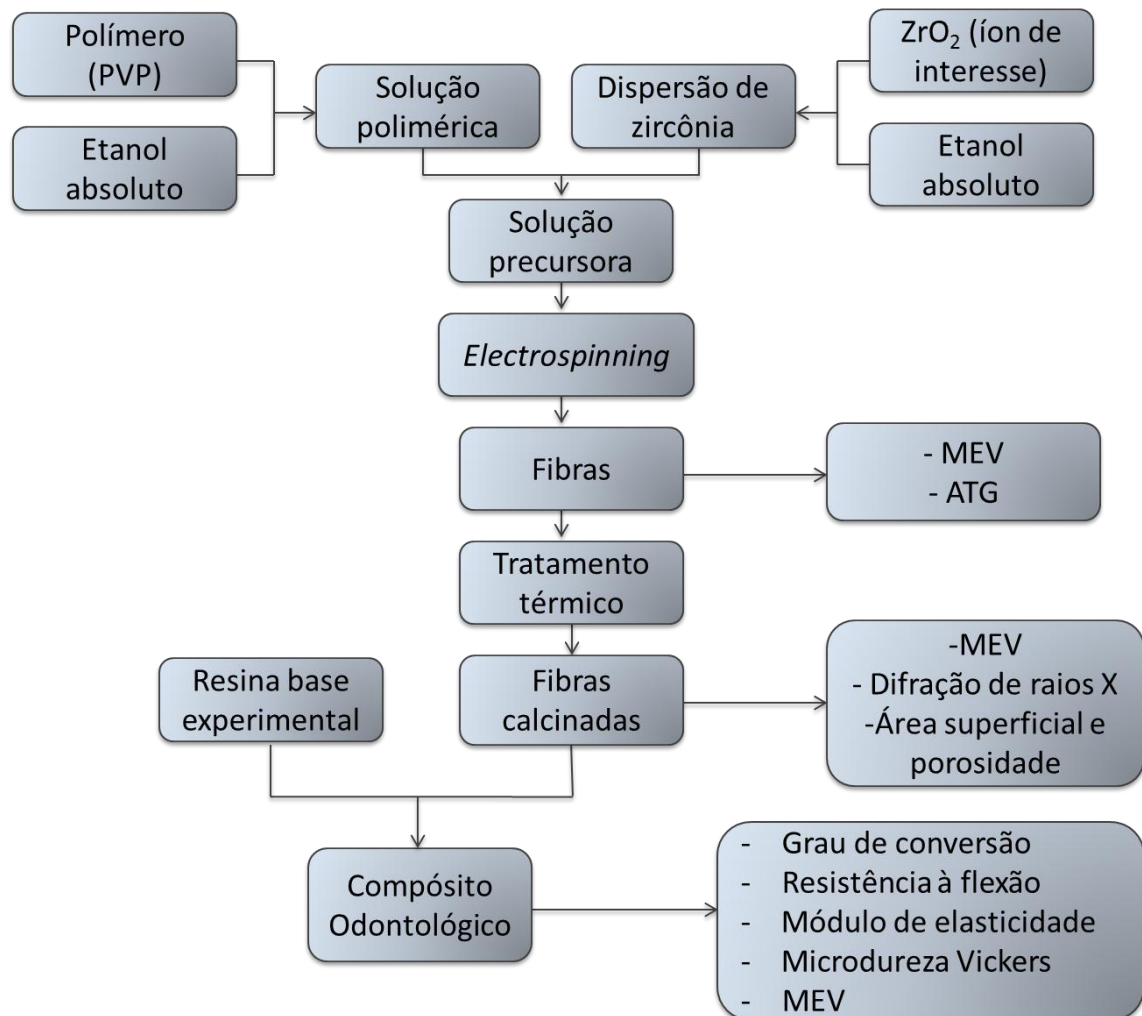 Polímero
(PVP)
Etanol
absoluto
Solução
polimérica
Dispersão de
zircônia
ZrO₂ (íon de
interesse)
Etanol
absoluto
Solução
precursora
Electrospinning
Fibras
- MEV
- ATG
Tratamento
térmico
Resina base
experimental
Fibras
calcinadas
-MEV
- Difração de raios X
-Área superficial e
porosidade
Compósito
Odontológico
- Grau de conversão
- Resistência à flexão
- Módulo de elasticidade
- Microdureza Vickers
- MEV